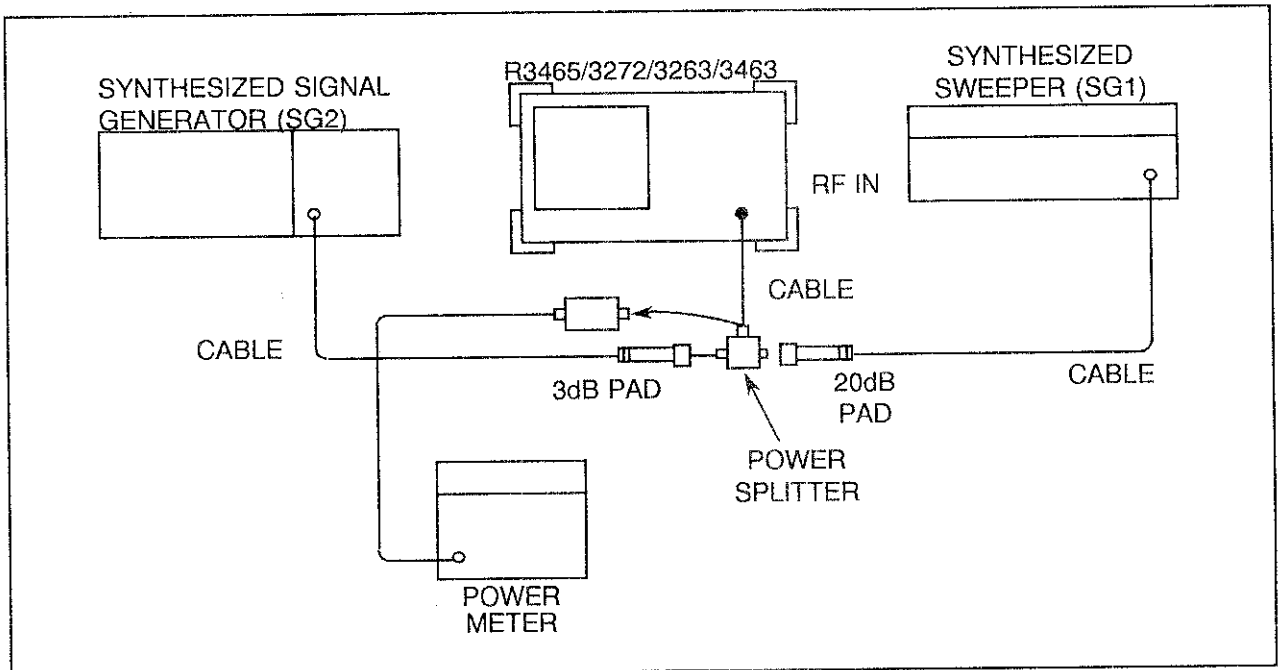 SYNTHESIZED SIGNAL
GENERATOR (SG2)
R3465/3272/3263/3463
SYNTHESIZED
SWEEPER (SG1)
RF IN
CABLE
CABLE
3dB PAD
20dB
PAD
CABLE
POWER
SPLITTER
POWER
METER